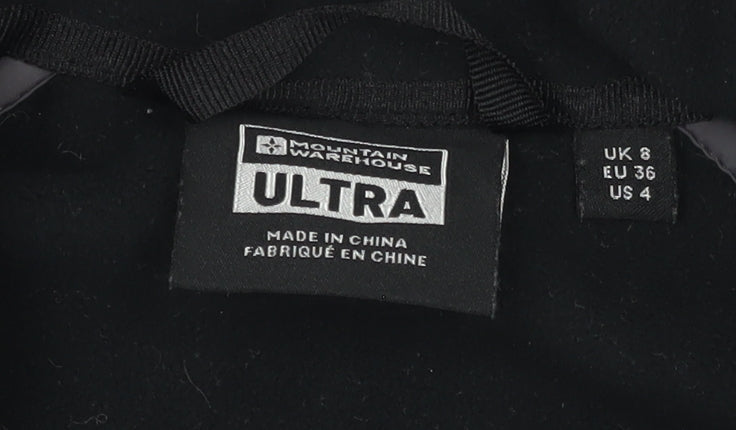 MOUNTAIN
WAREHOUSE
ULTRA
MADE IN CHINA
FABRIQUÉ EN CHINE
UK 8
EU 36
US 4